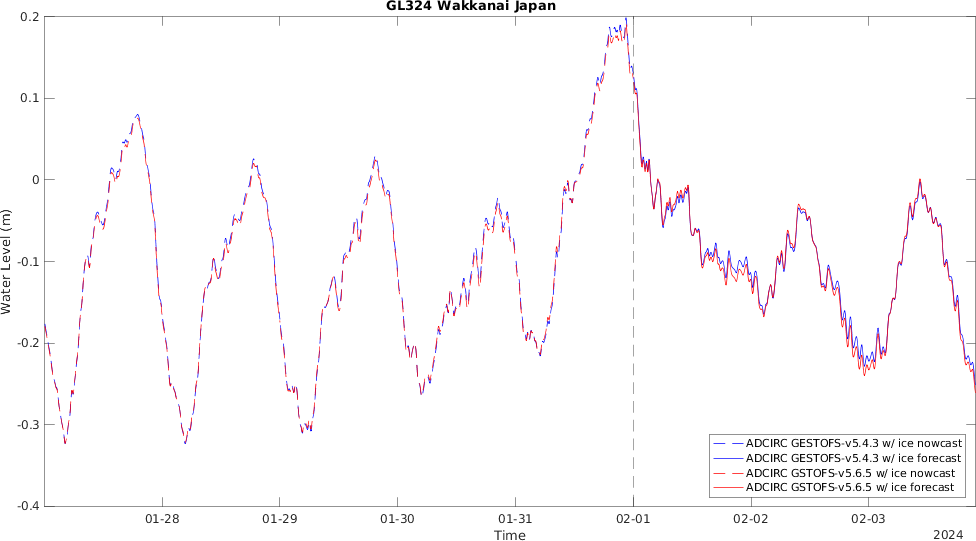 GL324 Wakkanai Japan
0.2
0.1
0
-0.1
-0.2
-0.3
-0.4
Water Level (m)
01-28 01-29 01-30 01-31 02-01 02-02 02-03
Time
2024
ADCIRC GESTOFS-v5.4.3 w/ ice nowcast
ADCIRC GESTOFS-v5.4.3 w/ ice forecast
ADCIRC GSTOFS-v5.6.5 w/ ice nowcast
ADCIRC GSTOFS-v5.6.5 w/ ice forecast